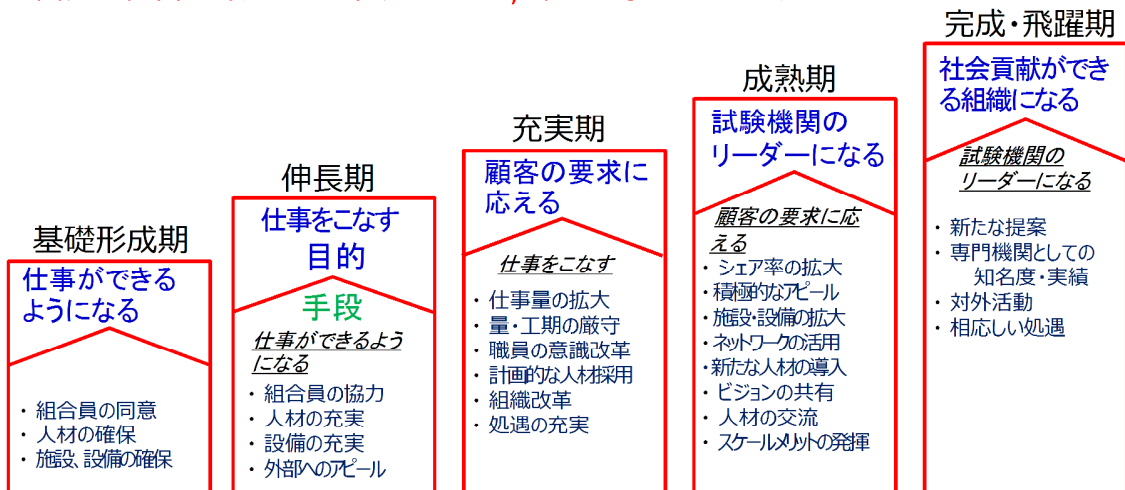 基礎形成期
仕事ができる
ようになる
・ 組合員の同意
・ 人材の確保
・ 施設、設備の確保
伸長期
仕事をこなす
目的
手段
仕事ができるよう
になる
・ 組合員の協力
・ 人材の充実
・ 設備の充実
・ 外部へのアピール
充実期
顧客の要求に
応える
仕事をこなす
・ 仕事量の拡大
・ 量・工期の厳守
・ 職員の意識改革
・ 計画的な人材採用
・ 組織改革
・ 処遇の充実
成熟期
試験機関の
リーダーになる
顧客の要求に応
える
・ シェア率の拡大
・積極的なアピール
・施設・設備の拡大
・ネットワークの活用
・新たな人材の導入
・ ビジョンの共有
・ 人材の交流
・ スケールメリットの発揮
完成・飛躍期
社会貢献ができ
る組織になる
試験機関の
リーダーになる
・ 新たな提案
・ 専門機関としての
知名度・実績
・ 対外活動
・ 相応しい処遇